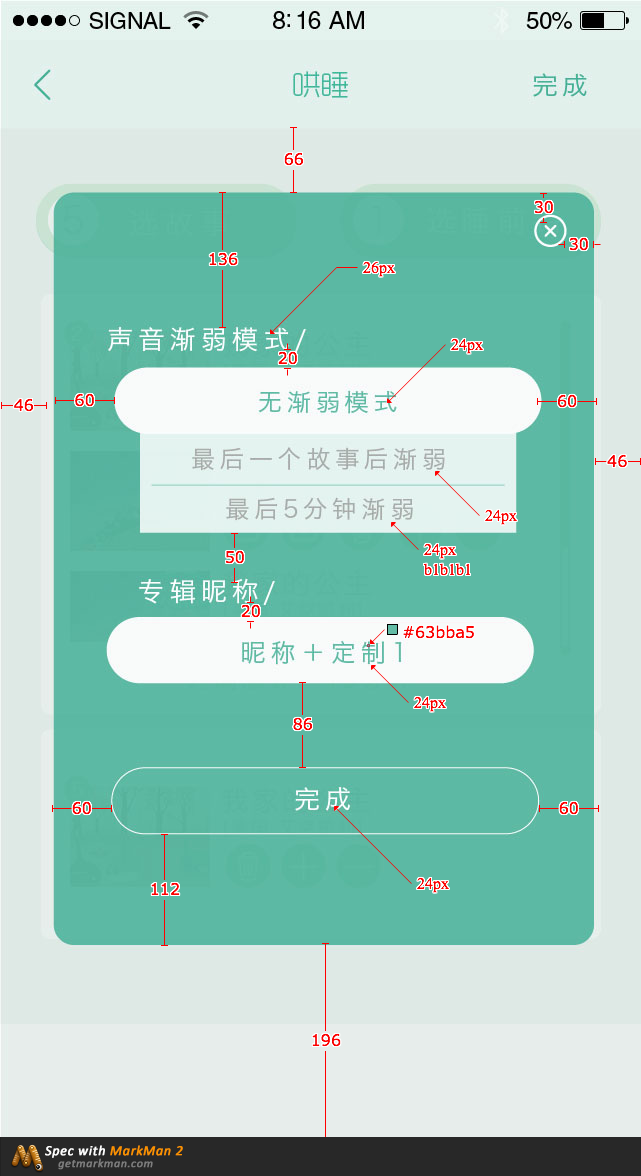 SIGNAL 8:16 AM 50%
哄睡 完成
66
30
30
136
26px
声音渐弱模式/
20
24px
46
60
无渐弱模式
60
46
最后一个故事后渐弱
24px
最后5分钟渐弱
24px
b1b1b1
50
专辑昵称/
20
#63bba5
昵称+定制1
24px
86
60
完成
60
24px
112
196
Spec with MarkMan 2
getmarkman.com